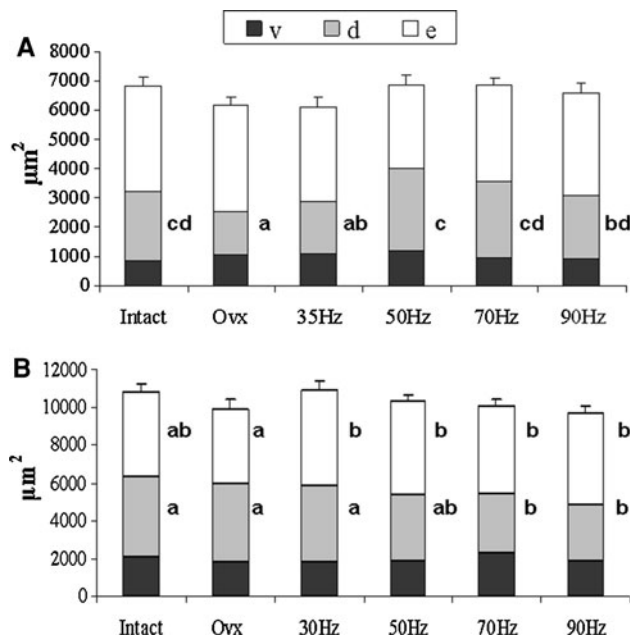 v d e
A
8000
7000
6000
5000
4000
3000
2000
1000
0
µm²
cd a ab c cd bd
Intact Ovx 35Hz 50Hz 70Hz 90Hz
B
12000
10000
8000
6000
4000
2000
0
µm²
ab a b b b b
a a a ab b b
Intact Ovx 30Hz 50Hz 70Hz 90Hz